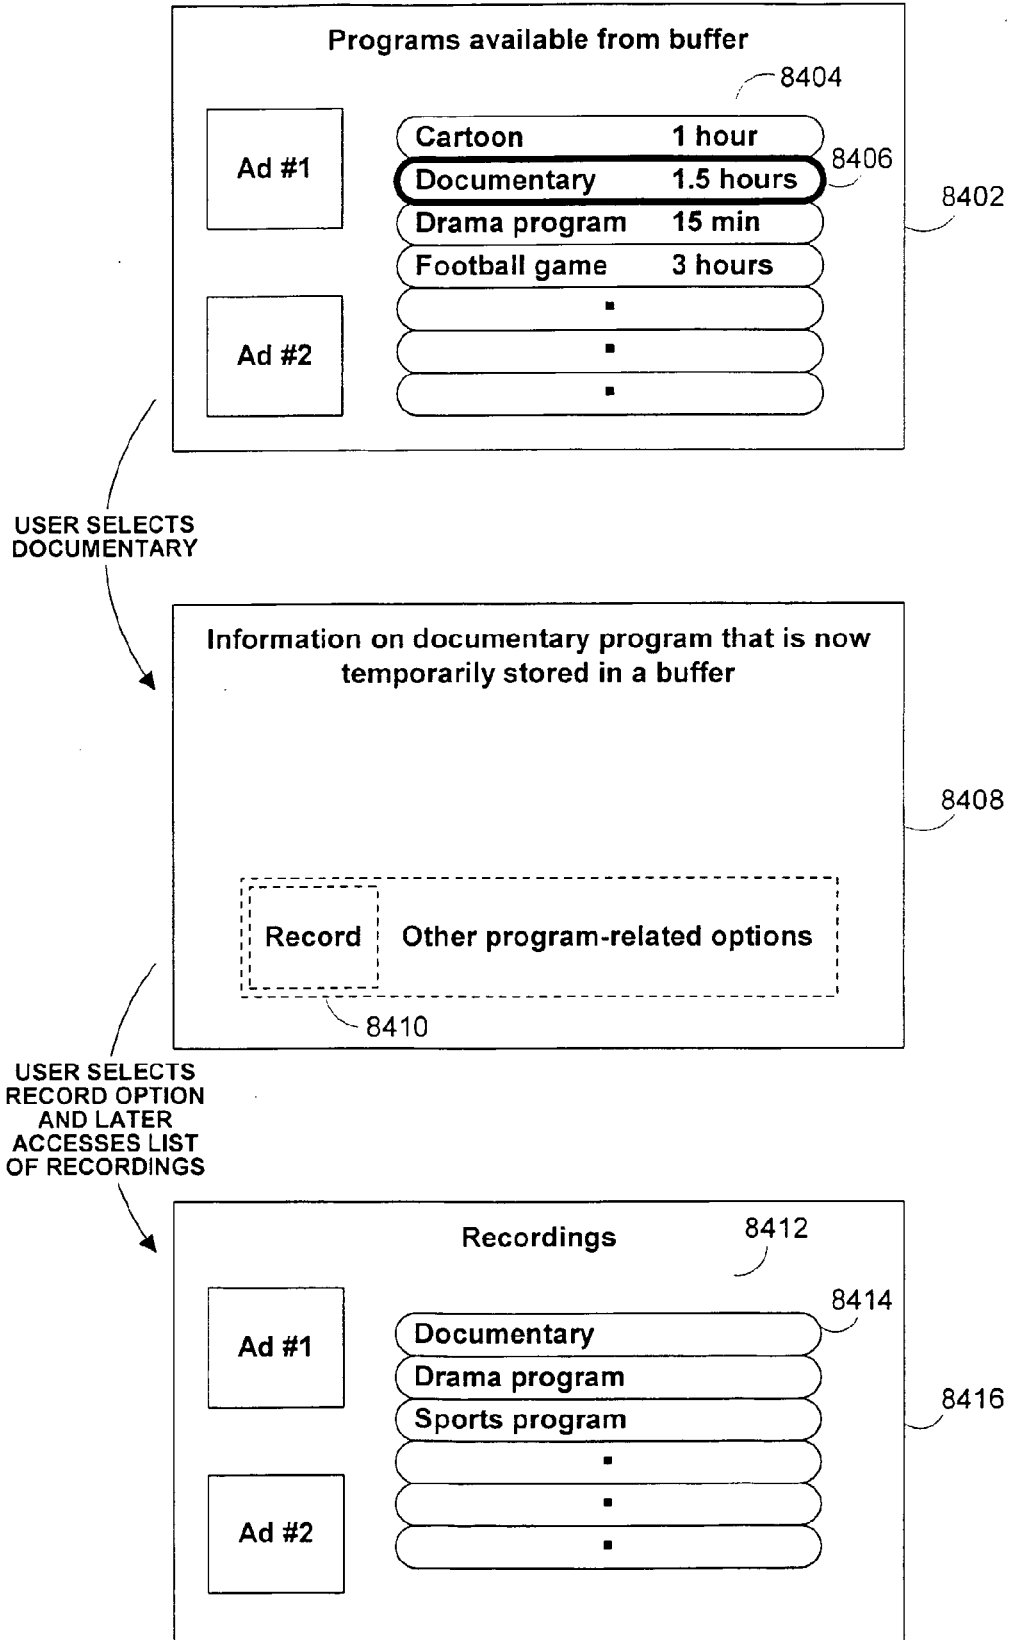 Programs available from buffer
8404
Ad #1
Cartoon 1 hour
8406
Documentary 1.5 hours
8402
Drama program 15 min
Football game 3 hours
Ad #2
USER SELECTS
DOCUMENTARY
Information on documentary program that is now
temporarily stored in a buffer
8408
Record Other program-related options
8410
USER SELECTS
RECORD OPTION
AND LATER
ACCESSES LIST
OF RECORDINGS
Recordings
8412
8414
Ad #1
Documentary
Drama program
8416
Sports program
Ad #2